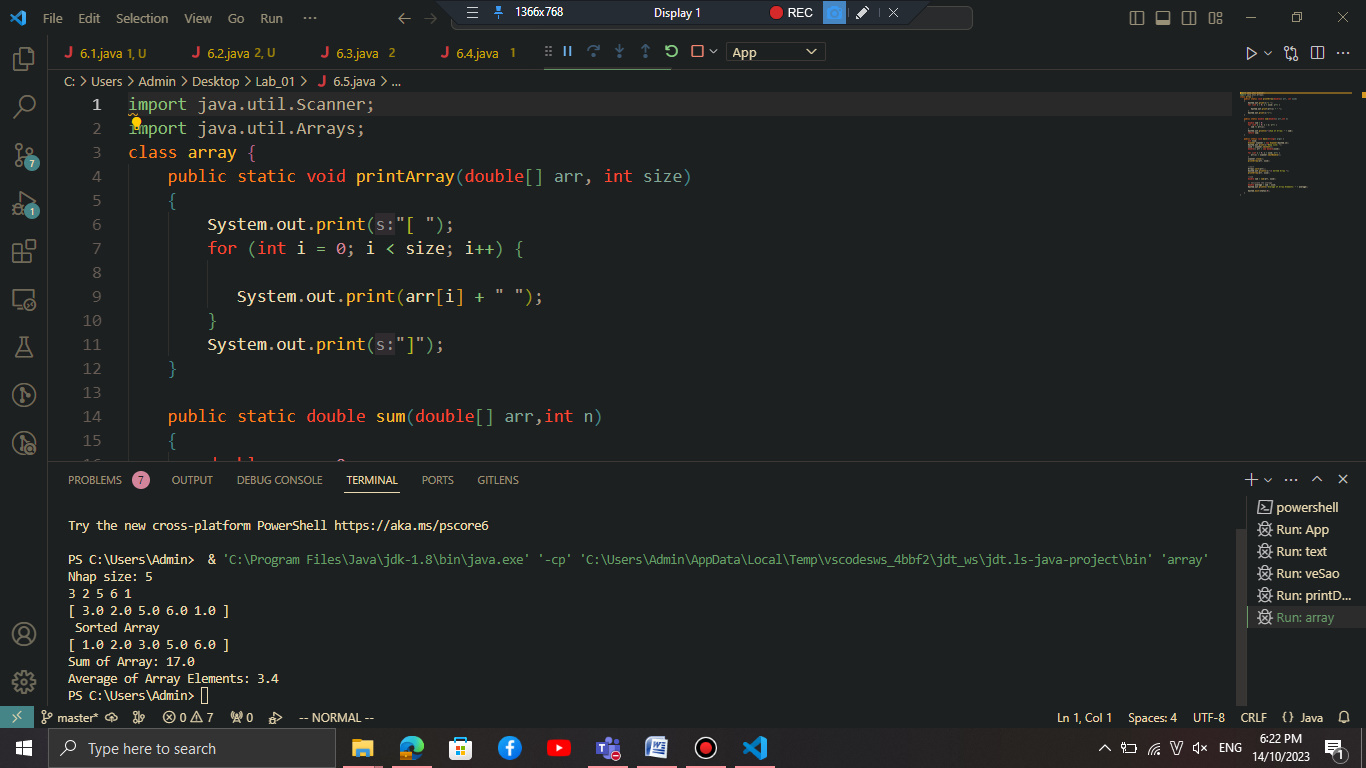 File Edit Selection View Go Run ···
1366x768 Display 1 REC
6.1.java 1, U 6.2.java 2, U 6.3.java 2 6.4.java 1 App
C: > Users > Admin > Desktop > Lab_01 > 6.5.java > ...
1 import java.util.Scanner;
2 import java.util.Arrays;
3 class array {
4 public static void printArray(double[] arr, int size)
5 {
6 System.out.print(s:"[ ");
7 for (int i = 0; i < size; i++) {
8
9 System.out.print(arr[i] + " ");
10 }
11 System.out.print(s:"]");
12 }
13
14 public static double sum(double[] arr,int n)
15 {
7
1
PROBLEMS 7 OUTPUT DEBUG CONSOLE TERMINAL PORTS GITLENS
Try the new cross-platform PowerShell https://aka.ms/pscore6
PS C:\Users\Admin> & 'C:\Program Files\Java\jdk-1.8\bin\java.exe' '-cp' 'C:\Users\Admin\AppData\Local\Temp\vscodesws_4bbf2\jdt_ws\jdt.ls-java-project\bin' 'array'
Nhap size: 5
3 2 5 6 1
[ 3.0 2.0 5.0 6.0 1.0 ]
Sorted Array
[ 1.0 2.0 3.0 5.0 6.0 ]
Sum of Array: 17.0
Average of Array Elements: 3.4
PS C:\Users\Admin>
powershell
Run: App
Run: text
Run: veSao
Run: printD...
Run: array
master* 0 7 0 -- NORMAL -- Ln 1, Col 1 Spaces: 4 UTF-8 CRLF {} Java
Type here to search
ENG 6:22 PM
14/10/2023
1